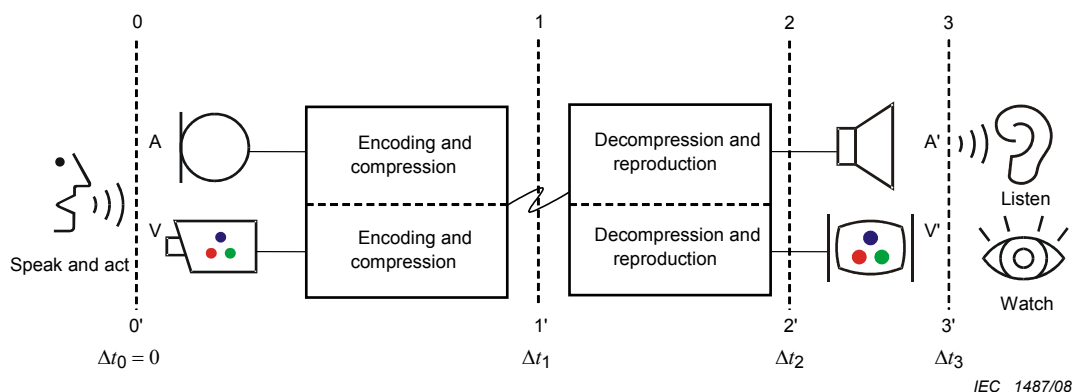 0
1
2
3
A
Encoding and
compression
Decompression and
reproduction
A'
Listen
V
Encoding and
compression
Decompression and
reproduction
V'
Speak and act
Watch
0'
1'
2'
3'
Δt0 = 0
Δt1
Δt2
Δt3
IEC 1487/08